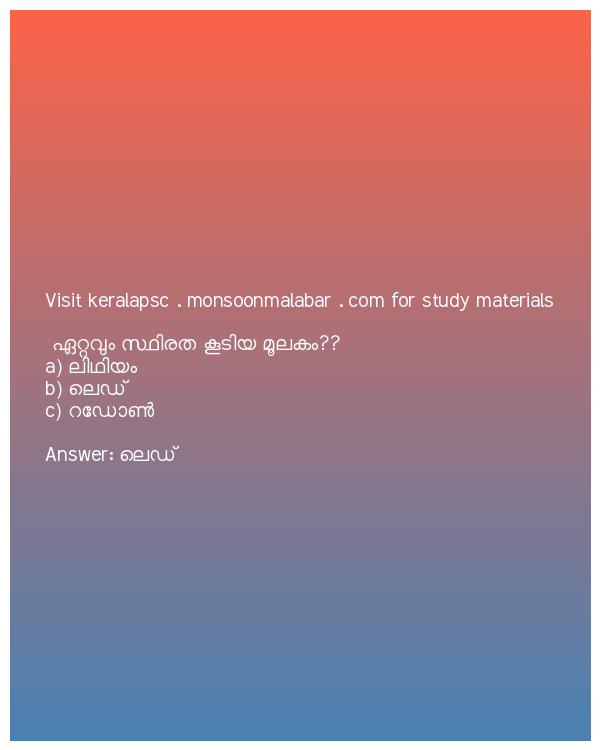 Visit keralapsc . monsoonmalabar . com for study materials
ഏറ്റവും സ്ഥിരത കൂടിയ മൂലകം??
a) ലിഥിയം
b) ലെഡ്
c) റഡോൺ
Answer: ലെഡ്